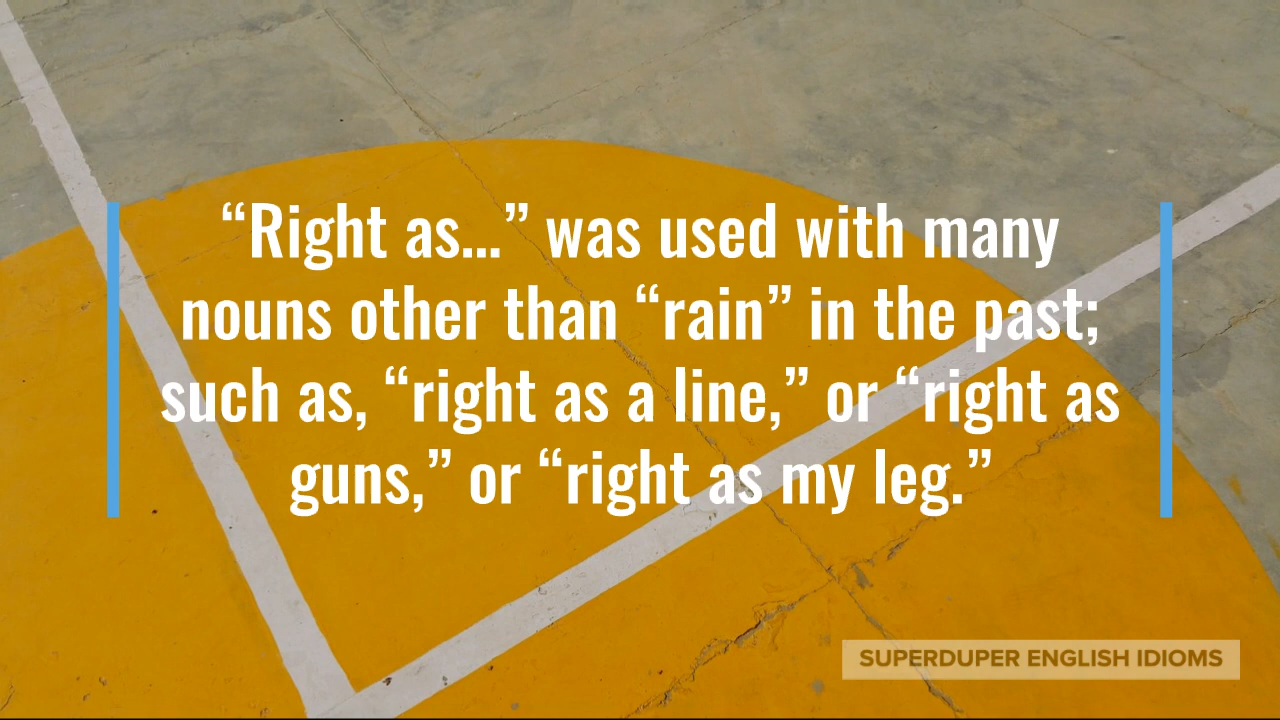 “Right as...” was used with many
nouns other than “rain” in the past;
such as, “right as a line,” or “right as
guns,” or “right as my leg.”
SUPERDUPER ENGLISH IDIOMS